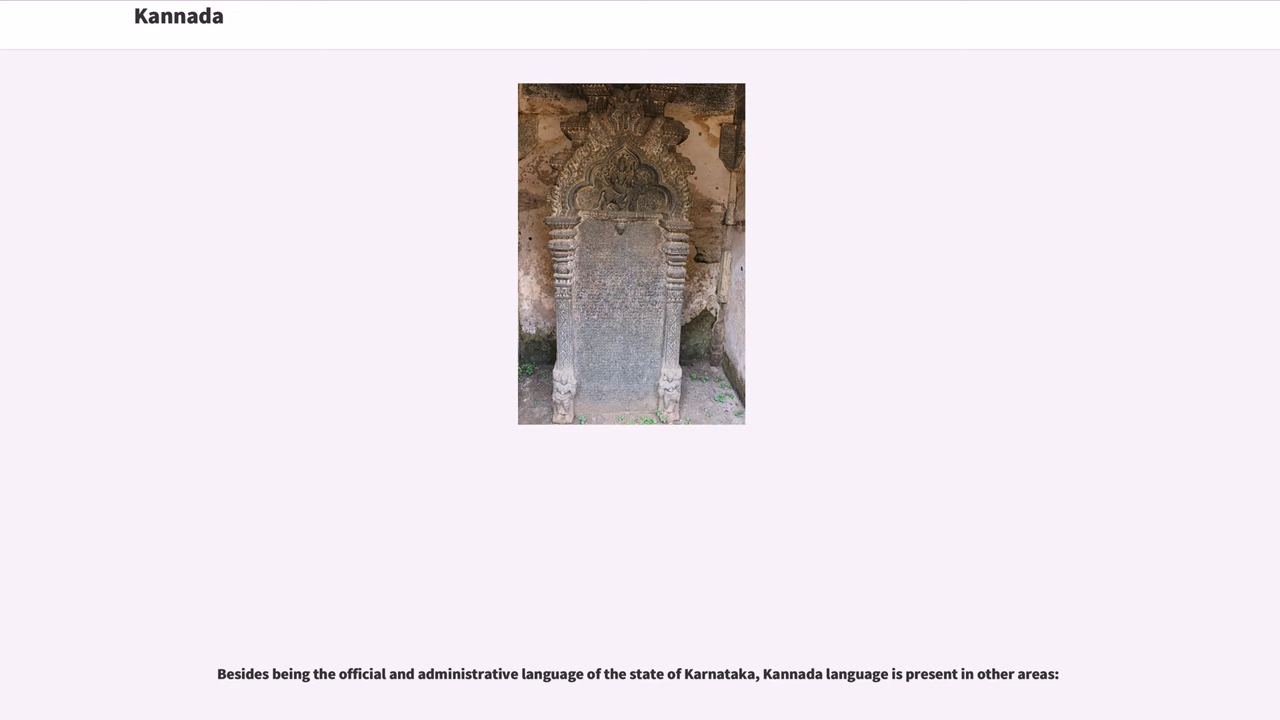 Kannada
Besides being the official and administrative language of the state of Karnataka, Kannada language is present in other areas: